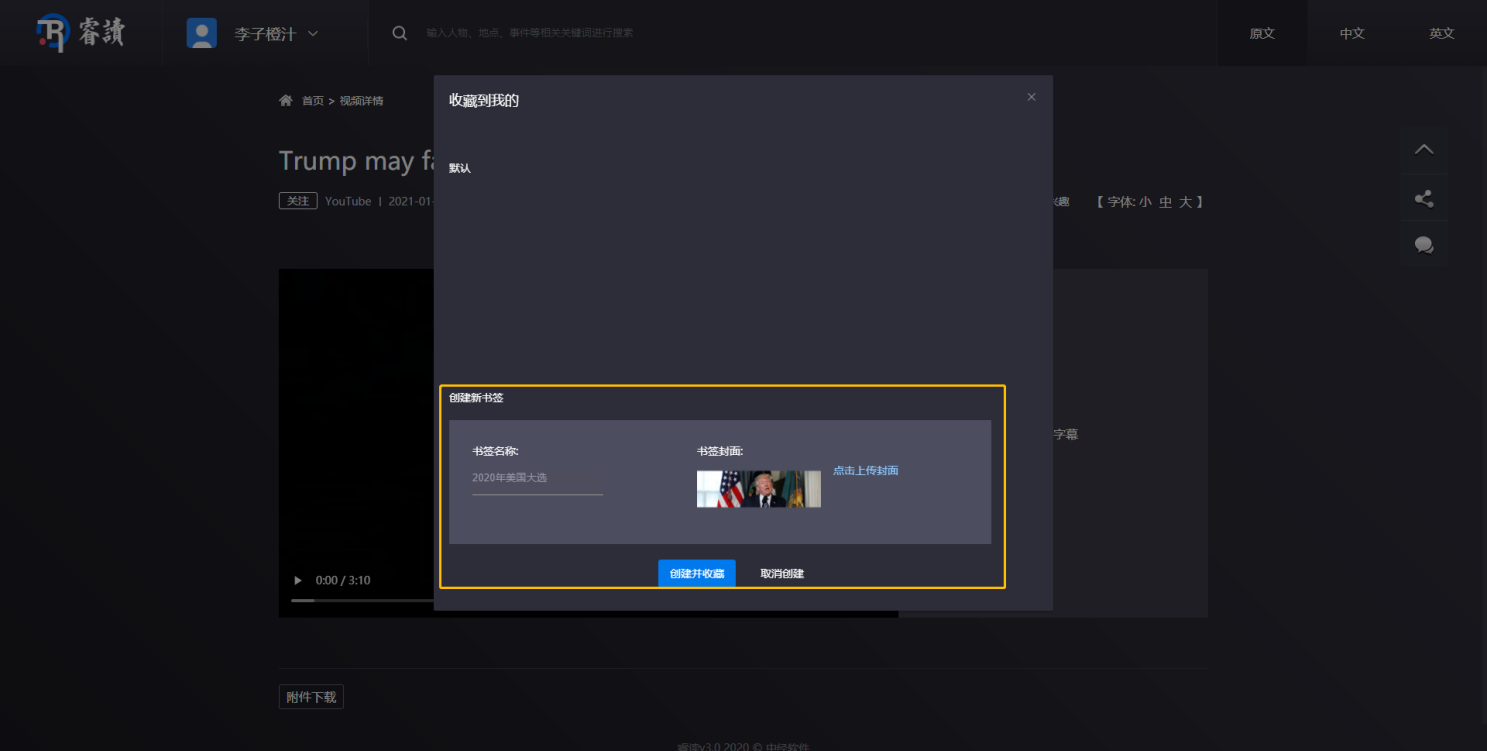 睿讀
李子橙汁
输入人物、地点、事件等相关关键词进行搜索
原文
中文
英文
首页 > 视频详情
收藏到我的
Trump may
默认
关注 YouTube | 2021-01
趣 【 字体: 小 中 大 】
创建新书签
书签名称:
书签封面:
2020年美国大选
点击上传封面
字幕
创建并收藏
取消创建
0:00 / 3:10
附件下载
睿读v3.0 2020 © 中经软件